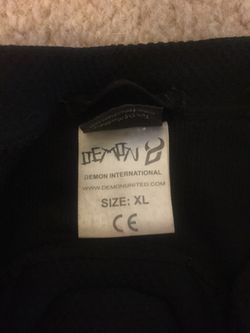 DEMON
DEMON INTERNATIONAL
WWW.DEMONUNITED.COM
SIZE: XL
CE